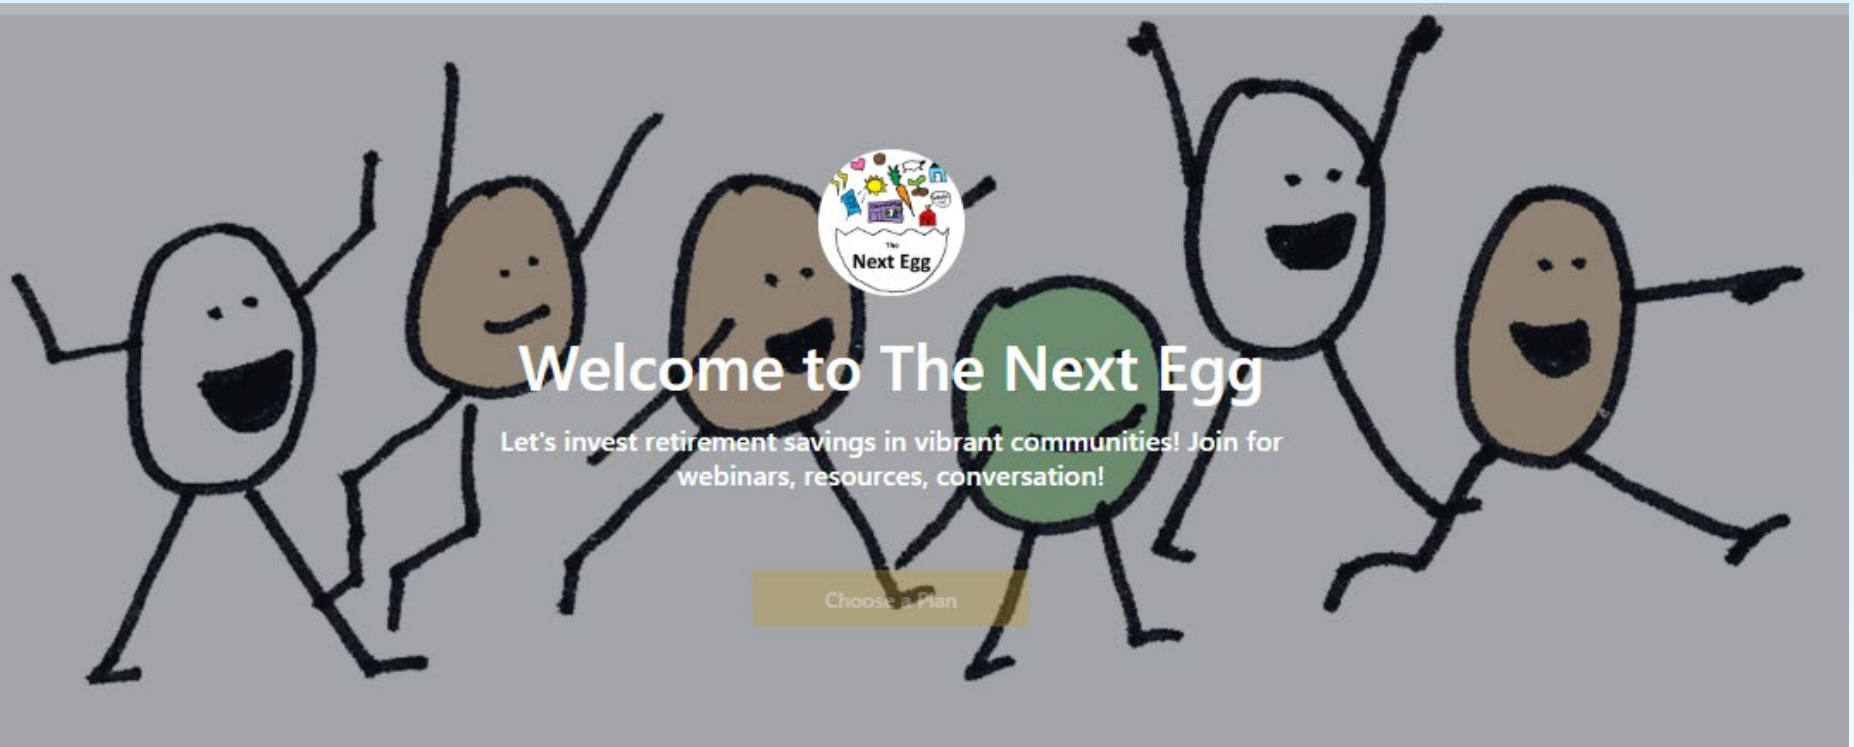 The
Next Egg
Welcome to The Next Egg
Let's invest retirement savings in vibrant communities! Join for
webinars, resources, conversation!
Choose a Plan